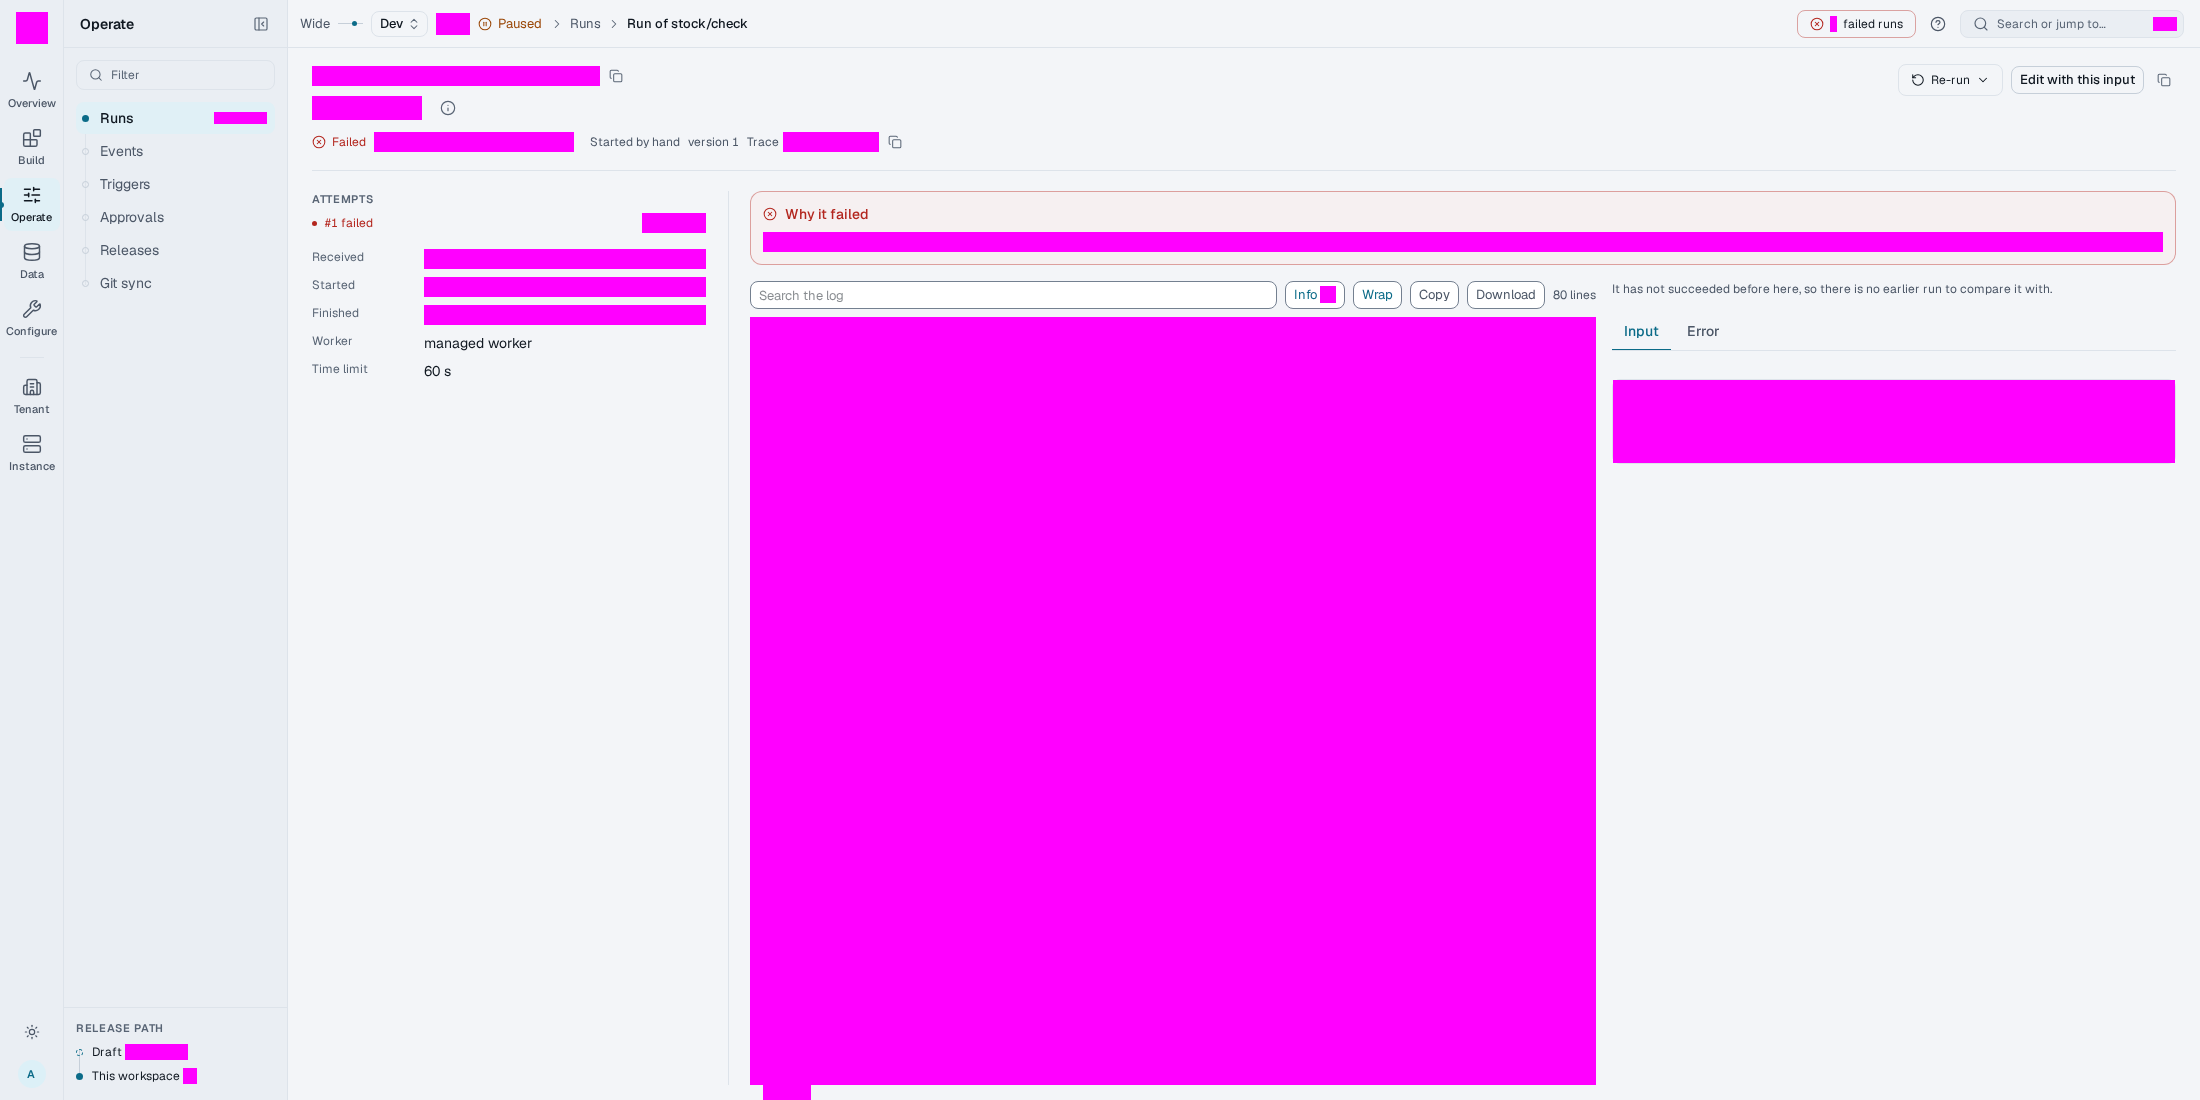 Operate
Wide
Dev
Paused
Runs
Run of stock/check
failed runs
Search or jump to...
Overview
Build
Operate
Data
Configure
Tenant
Instance
A
Filter
Runs
Events
Triggers
Approvals
Releases
Git sync
RELEASE PATH
Draft
This workspace
Re-run
Edit with this input
Failed
Started by hand version 1 Trace
ATTEMPTS
#1 failed
Received
Started
Finished
Worker managed worker
Time limit 60 s
Why it failed
Search the log
Info
Wrap
Copy
Download
80 lines
It has not succeeded before here, so there is no earlier run to compare it with.
Input
Error